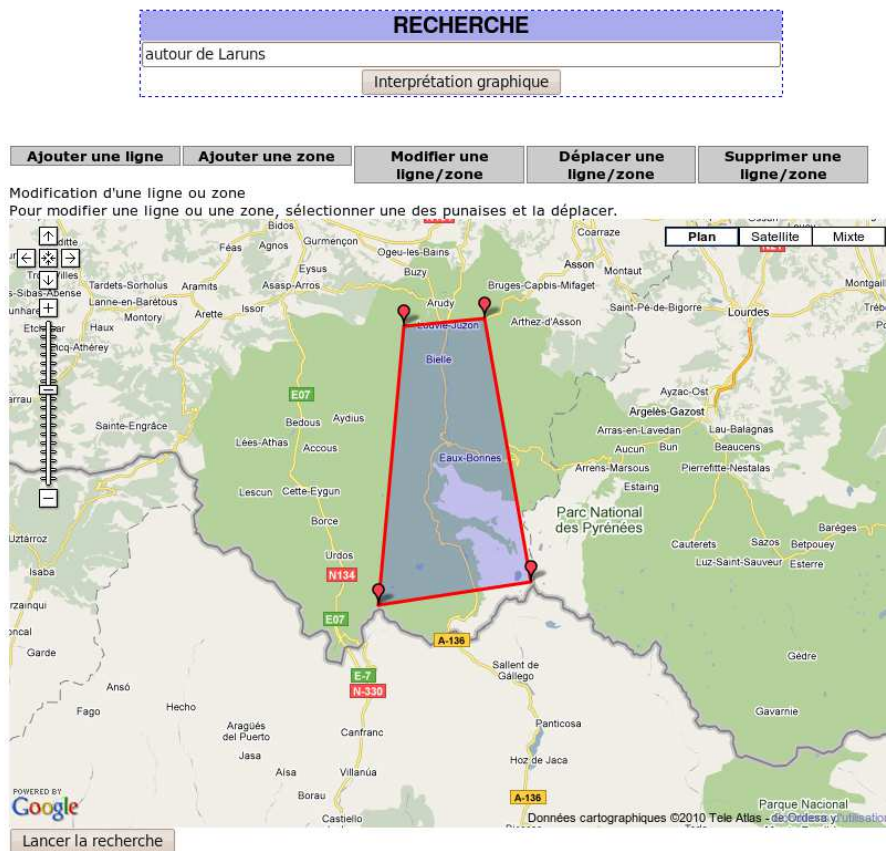 RECHERCHE
autour de Laruns
Interprétation graphique
Ajouter une ligne
Ajouter une zone
Modifier une
ligne/zone
Déplacer une
ligne/zone
Supprimer une
ligne/zone
Modification d'une ligne ou zone
Pour modifier une ligne ou une zone, sélectionner une des punaises et la déplacer.
Plan
Satellite
Mixte
Bidos
Gurmençon
Féas
Agnos
Ogeu-les-Bains
Coarraze
Asson
Montaut
Eysus
Buzy
Tardets-Sorholus
Aramits
Asasp-Arros
Bruges-Capbis-Mifaget
Lanne-en-Barétous
Issor
Arudy
Saint-Pé-de-Bigorre
Montory
Arette
Lourdes
Haux
Louvie-Juzon
Arthez-d'Asson
Bielle
E07
Ayzac-Ost
Argelès-Gazost
Sainte-Engrâce
Bedous
Aydius
Arras-en-Lavedan
Lau-Balagnas
Lées-Athas
Accous
Aucun
Bun
Beaucens
Eaux-Bonnes
Arrens-Marsous
Pierrefitte-Nestalas
Estaing
Lescun
Cette-Eygun
Borce
Parc National
des Pyrénées
Barèges
Cauterets
Sazos
Betpouey
Urdos
Luz-Saint-Sauveur
Esterre
Isaba
N134
E07
A-136
Garde
Gèdre
Sallent de
Gállego
E-7
N-330
Ansó
Fago
Hecho
Gavarnie
Aragüés
del Puerto
Canfranc
Panticosa
Jasa
Hoz de Jaca
Aisa
Villanúa
Borau
Castiello
A-136
POWERED BY
Google
Parque Nacional
Données cartographiques ©2010 Tele Atlas -
Lancer la recherche